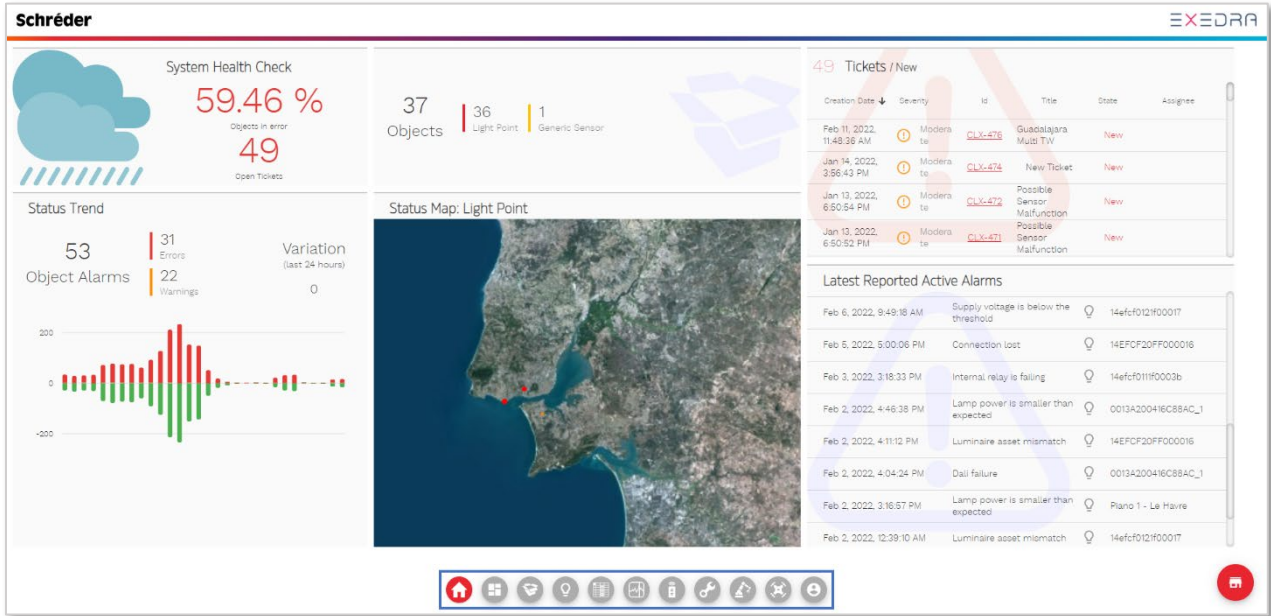 Schréder
EXEDRA
System Health Check
59.46 %
Objects in error
49
Open Tickets
37
Objects
36
Light Point
1
Generic Sensor
49 Tickets / New
Creation Date Severity Id Title State Assignee
Feb 11, 2022,
11:48:36 AM
Modera
te
CLX-476
Guadalajara
Multi TW
New
Jan 14, 2022,
3:56:43 PM
Modera
te
CLX-474
New Ticket
New
Jan 13, 2022,
6:50:54 PM
Modera
te
CLX-472
Possible
Sensor
Malfunction
New
Jan 13, 2022,
6:50:52 PM
Modera
te
CLX-471
Possible
Sensor
Malfunction
New
Status Trend
53
Object Alarms
31
Errors
22
Warnings
Variation
(last 24 hours)
0
200
0
-200
Status Map: Light Point
Latest Reported Active Alarms
Feb 6, 2022, 9:49:18 AM
Supply voltage is below the
threshold
14efcf0121f00017
Feb 5, 2022, 5:00:06 PM
Connection lost
14EFCF20FF000016
Feb 3, 2022, 3:18:33 PM
Internal relay is failing
14efcf0111f0003b
Feb 2, 2022, 4:46:38 PM
Lamp power is smaller than
expected
0013A200416C88AC_1
Feb 2, 2022, 4:11:12 PM
Luminaire asset mismatch
14EFCF20FF000016
Feb 2, 2022, 4:04:24 PM
Dali failure
0013A200416C88AC_1
Feb 2, 2022, 3:16:57 PM
Lamp power is smaller than
expected
Piano 1 - Le Havre
Feb 2, 2022, 12:39:10 AM
Luminaire asset mismatch
14efcf0121f00017